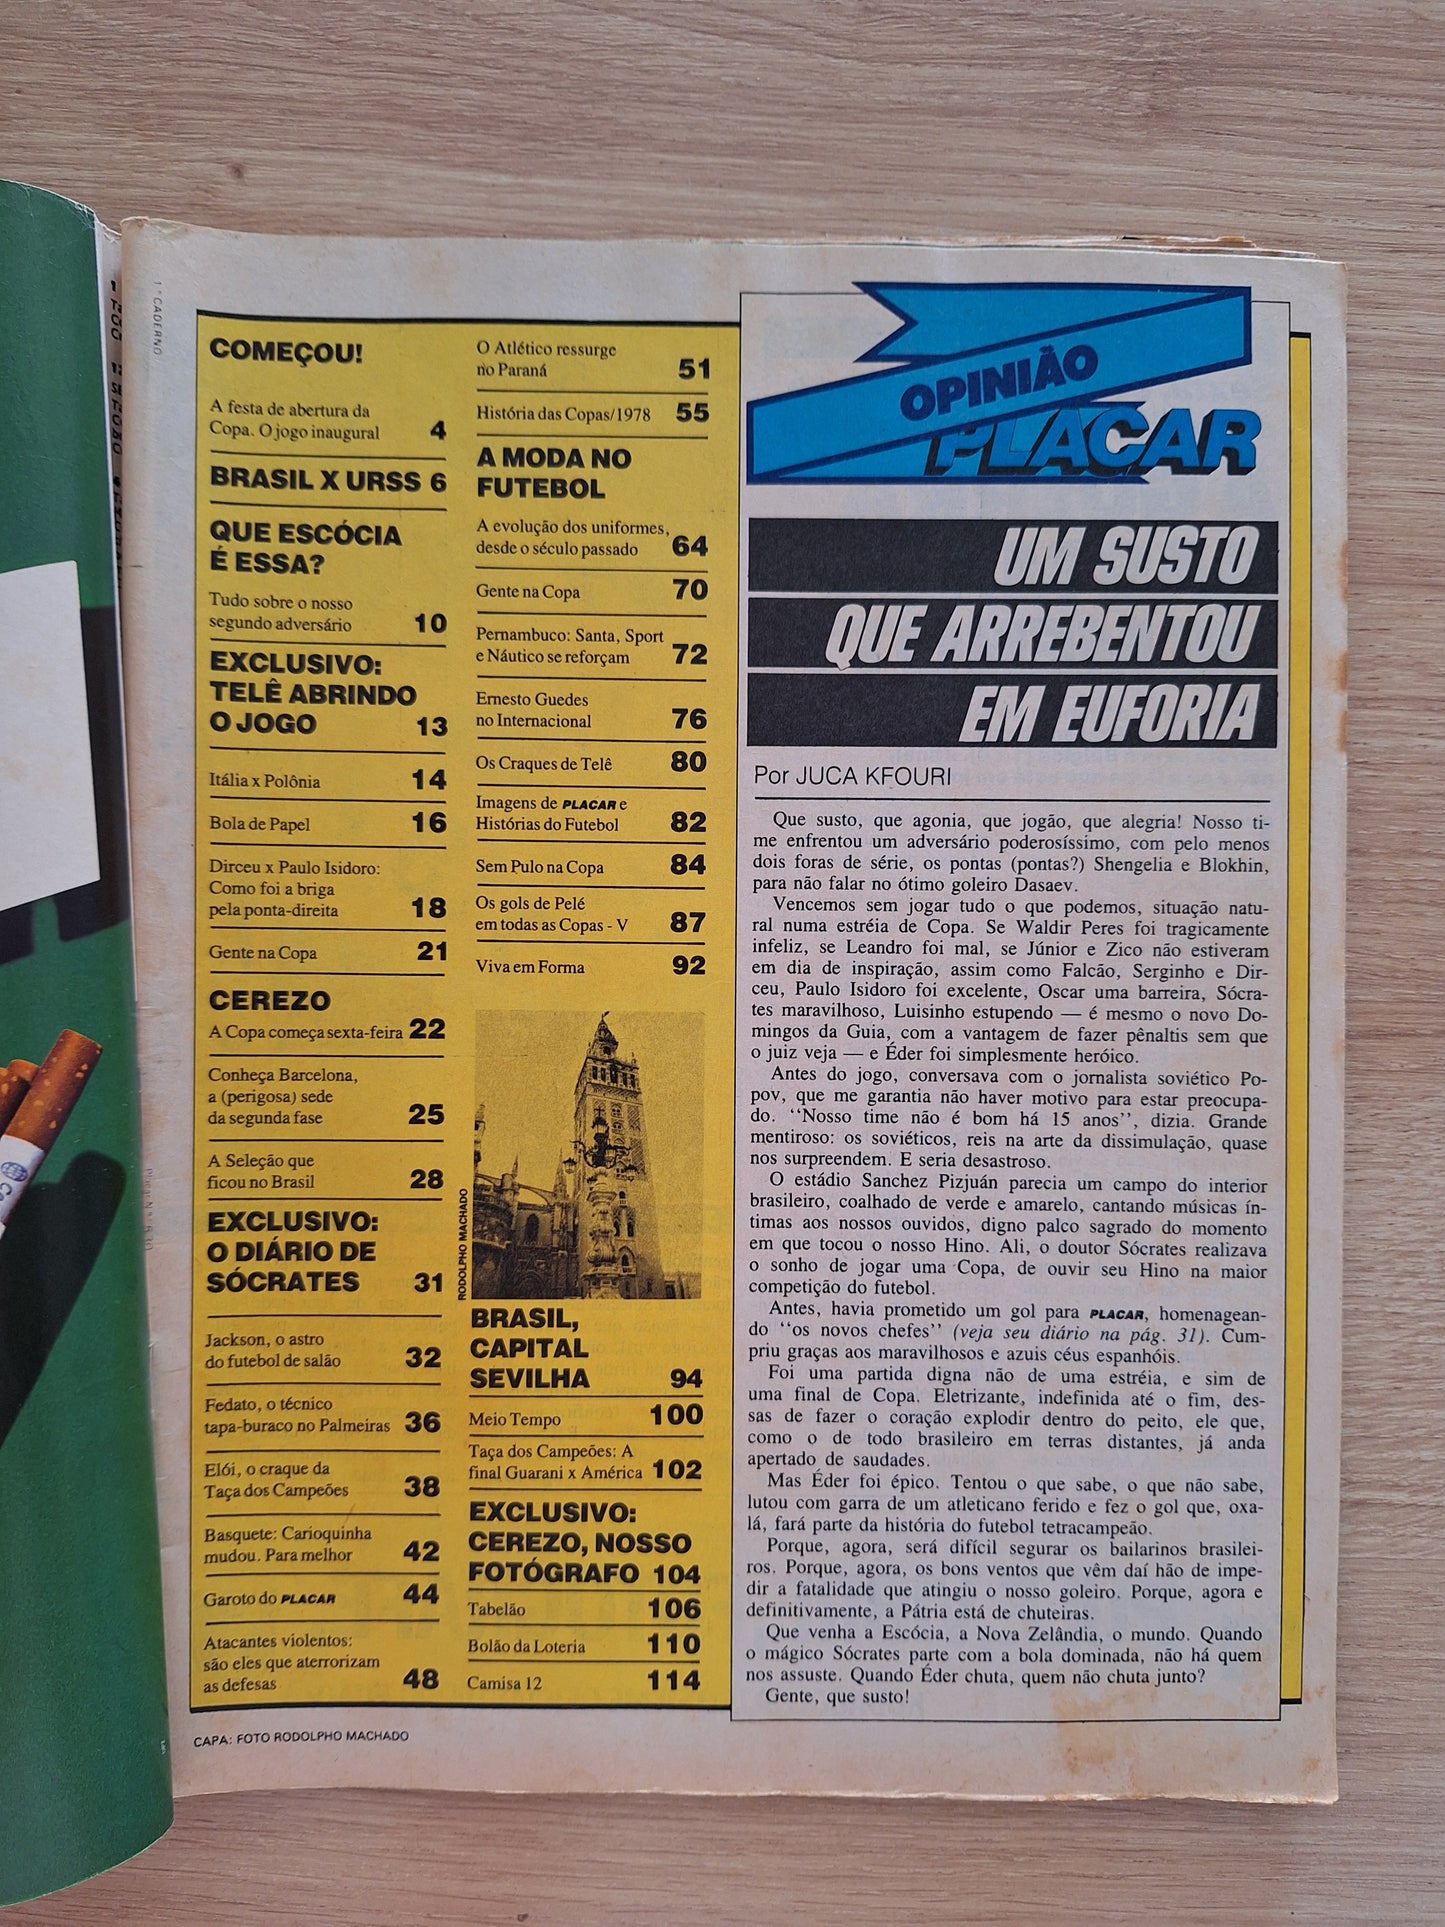 1º CADERNO
COMEÇOU!
A festa de abertura da
Copa. O jogo inaugural 4
BRASIL X URSS 6
QUE ESCÓCIA
É ESSA?
Tudo sobre o nosso
segundo adversário 10
EXCLUSIVO:
TELÊ ABRINDO
O JOGO 13
Itália x Polônia 14
Bola de Papel 16
Dirceu x Paulo Isidoro:
Como foi a briga
pela ponta-direita 18
Gente na Copa 21
CEREZO
A Copa começa sexta-feira 22
Conheça Barcelona,
a (perigosa) sede
da segunda fase 25
A Seleção que
ficou no Brasil 28
EXCLUSIVO:
O DIÁRIO DE
SÓCRATES 31
Jackson, o astro
do futebol de salão 32
Fedato, o técnico
tapa-buraco no Palmeiras 36
Elói, o craque da
Taça dos Campeões 38
Basquete: Carioquinha
mudou. Para melhor 42
Garoto do PLACAR 44
Atacantes violentos:
são eles que aterrorizam
as defesas 48
O Atlético ressurge
no Paraná 51
História das Copas/1978 55
A MODA NO
FUTEBOL
A evolução dos uniformes,
desde o século passado 64
Gente na Copa 70
Pernambuco: Santa, Sport
e Náutico se reforçam 72
Ernesto Guedes
no Internacional 76
Os Craques de Telê 80
Imagens de PLACAR e
Histórias do Futebol 82
Sem Pulo na Copa 84
Os gols de Pelé
em todas as Copas - V 87
Viva em Forma 92
RODOLPHO MACHADO
BRASIL,
CAPITAL
SEVILHA 94
Meio Tempo 100
Taça dos Campeões: A
final Guarani x América 102
EXCLUSIVO:
CEREZO, NOSSO
FOTÓGRAFO 104
Tabelão 106
Bolão da Loteria 110
Camisa 12 114
CAPA: FOTO RODOLPHO MACHADO
OPINIÃO
PLACAR
UM SUSTO
QUE ARREBENTOU
EM EUFORIA
Por JUCA KFOURI
Que susto, que agonia, que jogão, que alegria! Nosso ti-
me enfrentou um adversário poderosíssimo, com pelo menos
dois foras de série, os pontas (pontas?) Shengelia e Blokhin,
para não falar no ótimo goleiro Dasaev.
Vencemos sem jogar tudo o que podemos, situação natu-
ral numa estréia de Copa. Se Waldir Peres foi tragicamente
infeliz, se Leandro foi mal, se Júnior e Zico não estiveram
em dia de inspiração, assim como Falcão, Serginho e Dir-
ceu, Paulo Isidoro foi excelente, Oscar uma barreira, Sócra-
tes maravilhoso, Luisinho estupendo — é mesmo o novo Do-
mingos da Guia, com a vantagem de fazer pênaltis sem que
o juiz veja — e Éder foi simplesmente heróico.
Antes do jogo, conversava com o jornalista soviético Po-
pov, que me garantia não haver motivo para estar preocupa-
do. ‘‘Nosso time não é bom há 15 anos’’, dizia. Grande
mentiroso: os soviéticos, reis na arte da dissimulação, quase
nos surpreendem. E seria desastroso.
O estádio Sanchez Pizjuán parecia um campo do interior
brasileiro, coalhado de verde e amarelo, cantando músicas ín-
timas aos nossos ouvidos, digno palco sagrado do momento
em que tocou o nosso Hino. Ali, o doutor Sócrates realizava
o sonho de jogar uma Copa, de ouvir seu Hino na maior
competição do futebol.
Antes, havia prometido um gol para PLACAR, homenagean-
do ‘‘os novos chefes’’ (veja seu diário na pág. 31). Cum-
priu graças aos maravilhosos e azuis céus espanhóis.
Foi uma partida digna não de uma estréia, e sim de
uma final de Copa. Eletrizante, indefinida até o fim, des-
sas de fazer o coração explodir dentro do peito, ele que,
como o de todo brasileiro em terras distantes, já anda
apertado de saudades.
Mas Éder foi épico. Tentou o que sabe, o que não sabe,
lutou com garra de um atleticano ferido e fez o gol que, oxa-
lá, fará parte da história do futebol tetracampeão.
Porque, agora, será difícil segurar os bailarinos brasilei-
ros. Porque, agora, os bons ventos que vêm daí hão de impe-
dir a fatalidade que atingiu o nosso goleiro. Porque, agora e
definitivamente, a Pátria está de chuteiras.
Que venha a Escócia, a Nova Zelândia, o mundo. Quando
o mágico Sócrates parte com a bola dominada, não há quem
nos assuste. Quando Éder chuta, quem não chuta junto?
Gente, que susto!